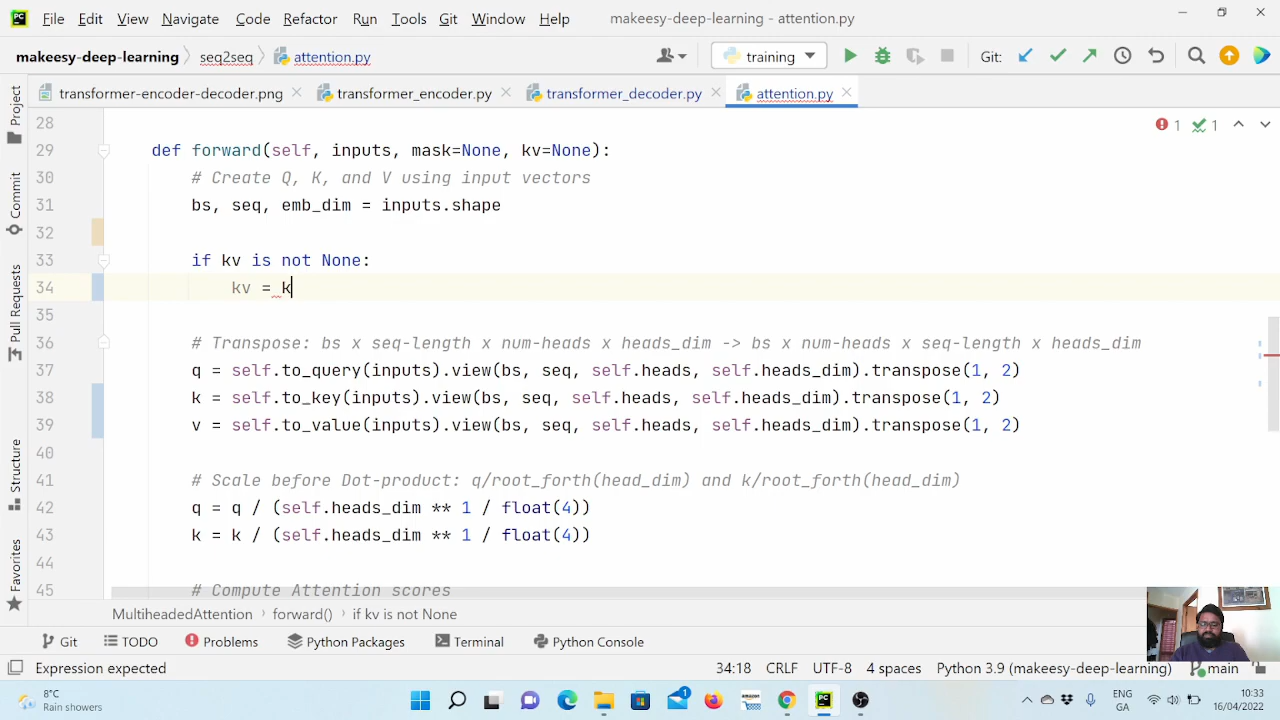 File Edit View Navigate Code Refactor Run Tools Git Window Help makeesy-deep-learning - attention.py
makeesy-deep-learning seq2seq attention.py training Git:
transformer-encoder-decoder.png transformer_encoder.py transformer_decoder.py attention.py
Project
Commit
Pull Requests
Structure
Favorites
1 1
28
29 def forward(self, inputs, mask=None, kv=None):
30 # Create Q, K, and V using input vectors
31 bs, seq, emb_dim = inputs.shape
32
33 if kv is not None:
34 kv = k
35
36 # Transpose: bs x seq-length x num-heads x heads_dim -> bs x num-heads x seq-length x heads_dim
37 q = self.to_query(inputs).view(bs, seq, self.heads, self.heads_dim).transpose(1, 2)
38 k = self.to_key(inputs).view(bs, seq, self.heads, self.heads_dim).transpose(1, 2)
39 v = self.to_value(inputs).view(bs, seq, self.heads, self.heads_dim).transpose(1, 2)
40
41 # Scale before Dot-product: q/root_forth(head_dim) and k/root_forth(head_dim)
42 q = q / (self.heads_dim ** 1 / float(4))
43 k = k / (self.heads_dim ** 1 / float(4))
44
45 # Compute Attention scores
MultiheadedAttention forward() if kv is not None
Git TODO Problems Python Packages Terminal Python Console
Expression expected 34:18 CRLF UTF-8 4 spaces Python 3.9 (makeesy-deep-learning) main
8°C
Rain showers
ENG
GA
10:33
16/04/2022